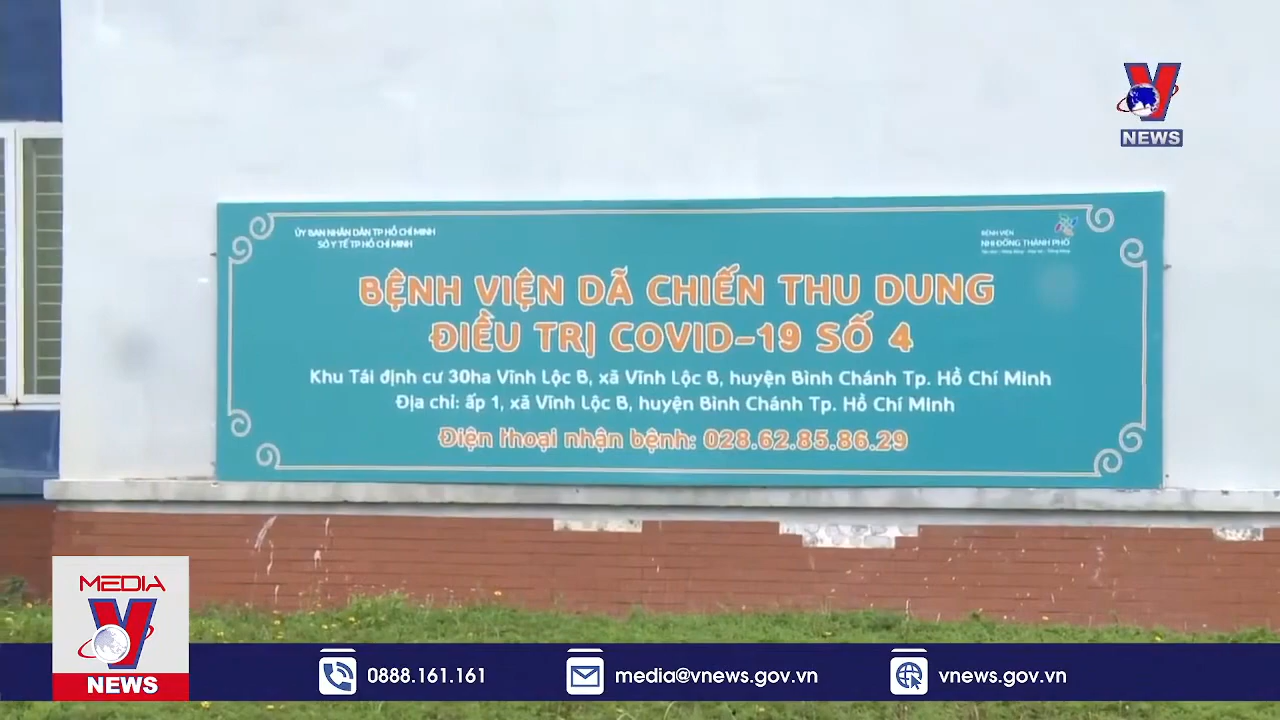 V
NEWS
ỦY BAN NHÂN DÂN TP HỒ CHÍ MINH
SỞ Y TẾ TP HỒ CHÍ MINH
BỆNH VIỆN
NHI ĐỒNG THÀNH PHỐ
BỆNH VIỆN DÃ CHIẾN THU DUNG
ĐIỀU TRỊ COVID-19 SỐ 4
Khu Tái định cư 30ha Vĩnh Lộc B, xã Vĩnh Lộc B, huyện Bình Chánh Tp. Hồ Chí Minh
Địa chỉ: ấp 1, xã Vĩnh Lộc B, huyện Bình Chánh Tp. Hồ Chí Minh
Điện thoại nhận bệnh: 028.62.85.86.29
MEDIA
V
NEWS
0888.161.161
media@vnews.gov.vn
vnews.gov.vn